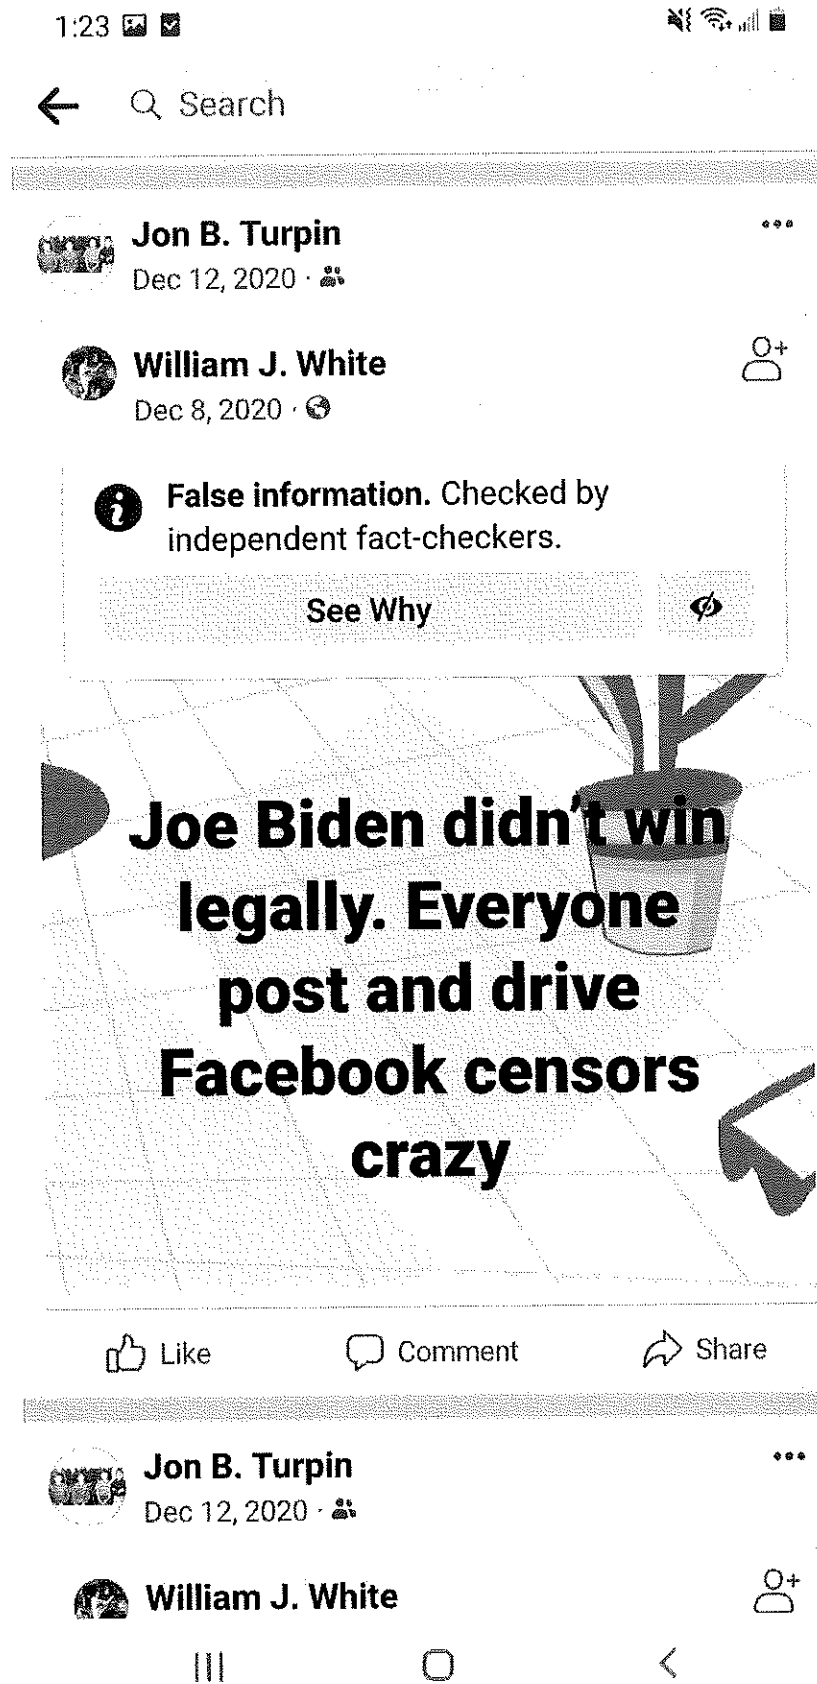 1:23
Search
Jon B. Turpin
Dec 12, 2020 ·
William J. White
Dec 8, 2020 ·
False information. Checked by
independent fact-checkers.
See Why
Joe Biden didn't win
legally. Everyone
post and drive
Facebook censors
crazy
Like Comment Share
Jon B. Turpin
Dec 12, 2020 ·
William J. White